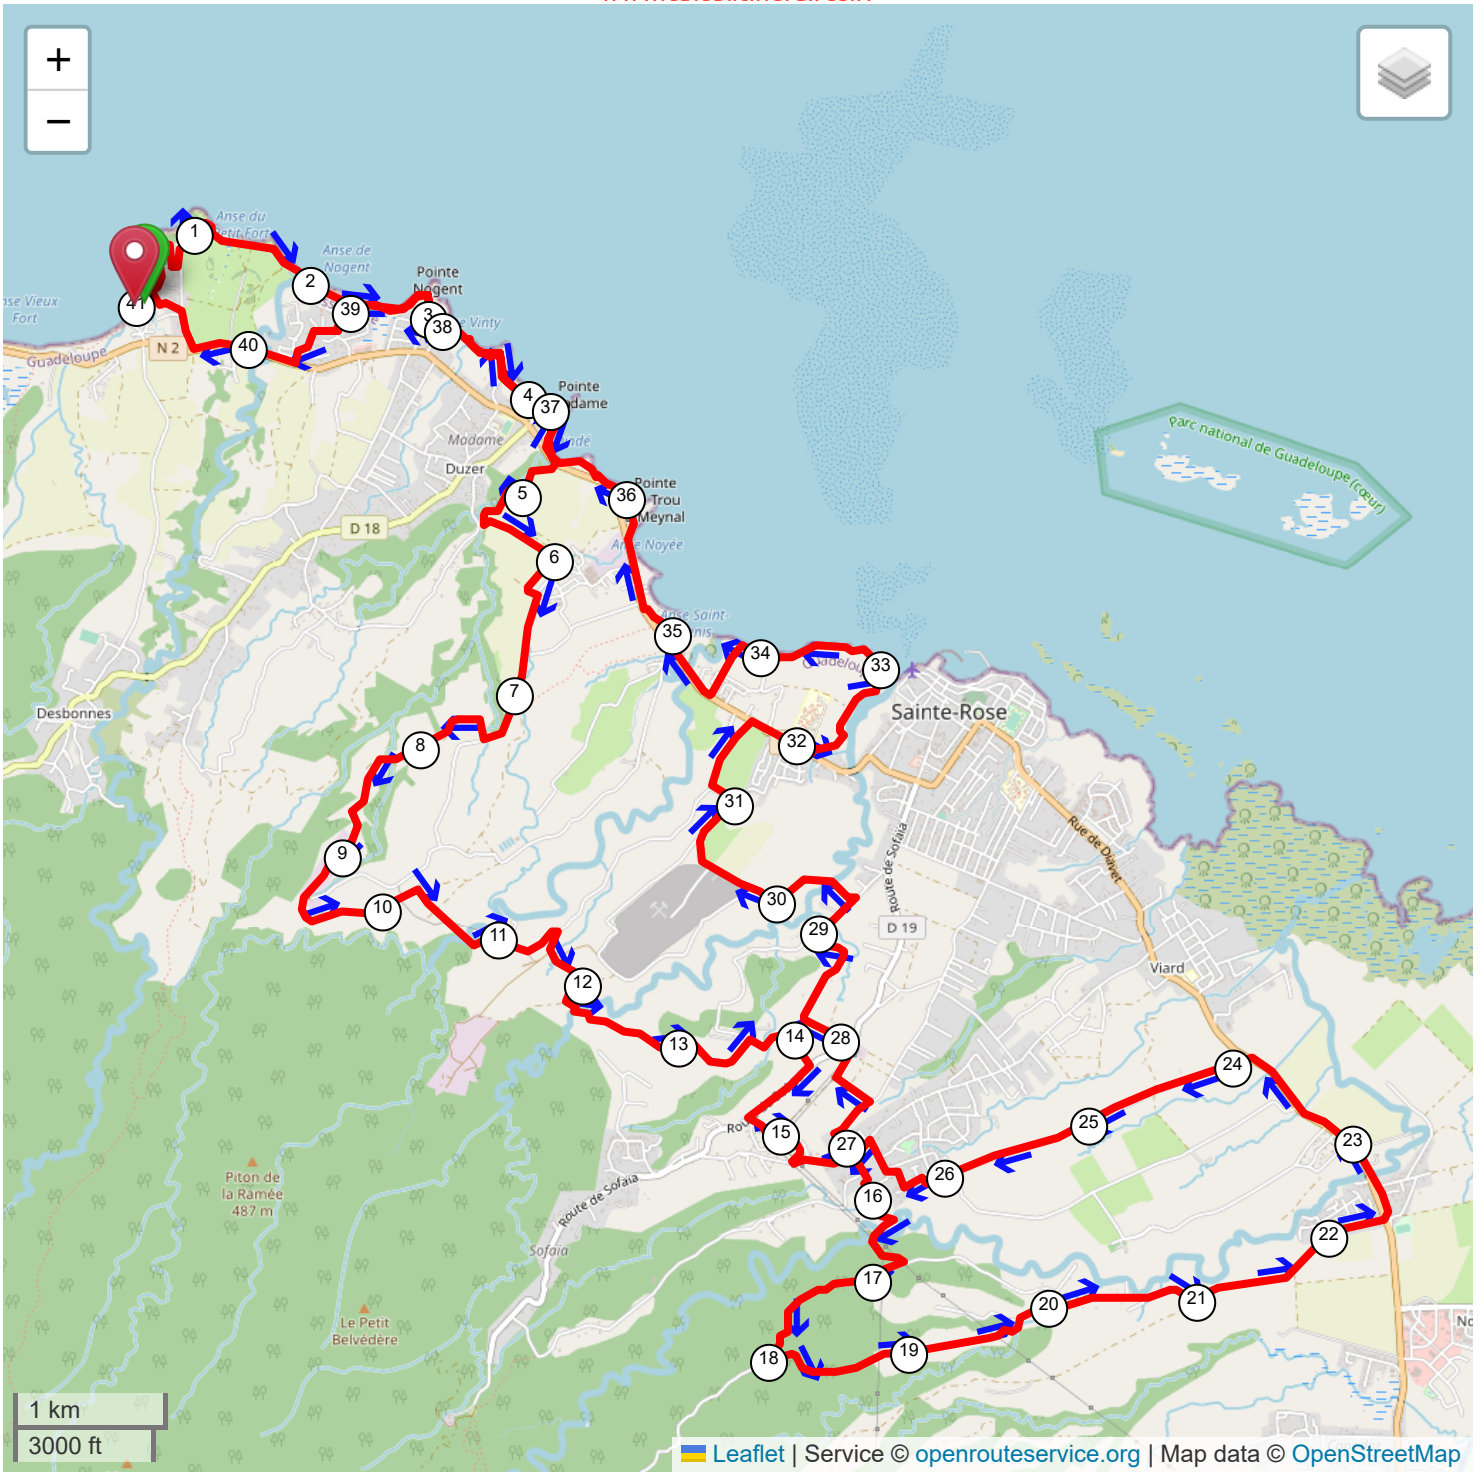 +
−
Anse du
Petit Fort
1
Anse de
Nogent
2
Pointe
Nogent
Vieux
Fort
41
39
3
38
Vinty
Guadeloupe
N 2
40
Pointe
4
37
Madame
Duzer
5
36
Pointe
Trou
Meynal
D 18
Anse Noyée
6
Parc national de Guadeloupe (cœur)
Anse Saint-
35
34
33
7
Desbonnes
Sainte-Rose
8
32
31
Rue de Diavet
Route de Sofaïa
9
10
30
11
29
D 19
Viard
12
13
14
28
24
15
27
25
23
26
16
Piton de
la Ramée
487 m
Route de Sofaïa
Sofaïa
22
17
21
20
Le Petit
Belvédère
19
18
1 km
3000 ft
Leaflet | Service © openrouteservice.org | Map data © OpenStreetMap